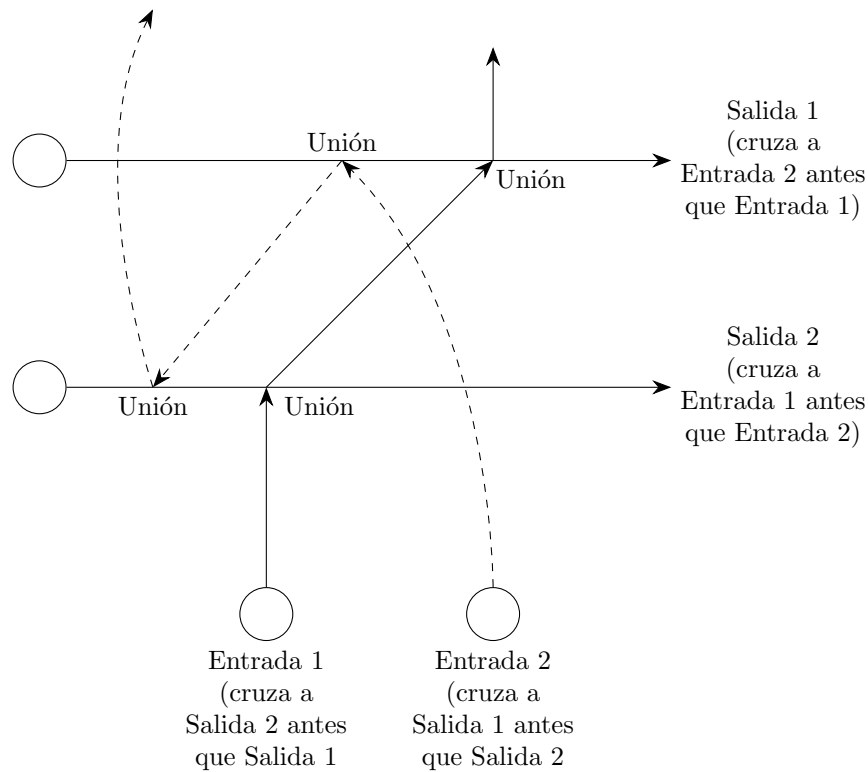 Unión
Unión
Salida 1
(cruza a
Entrada 2 antes
que Entrada 1)
Unión
Unión
Salida 2
(cruza a
Entrada 1 antes
que Entrada 2)
Entrada 1
(cruza a
Salida 2 antes
que Salida 1
Entrada 2
(cruza a
Salida 1 antes
que Salida 2